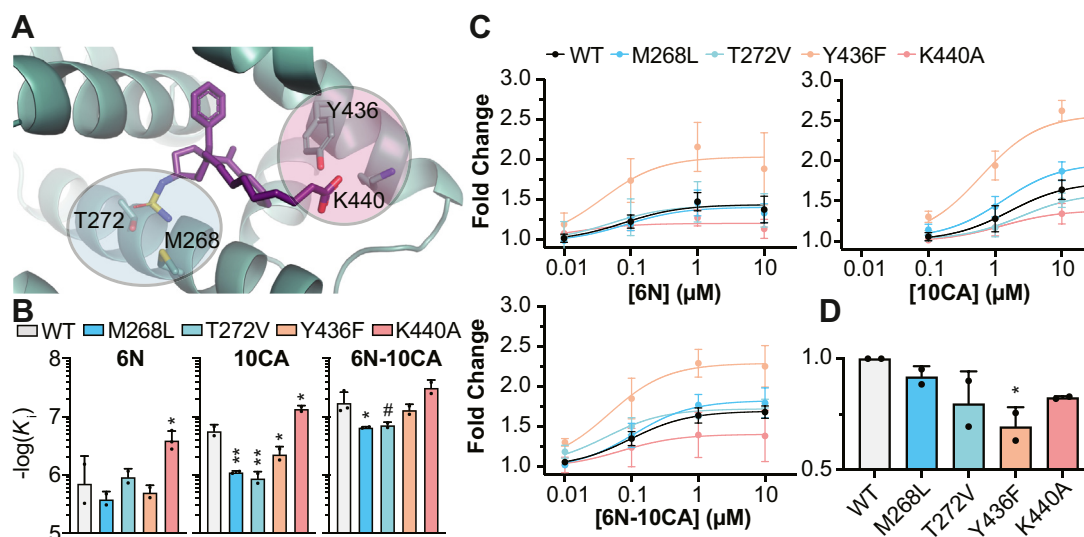 A
Y436
K440
T272
M268
B
WT M268L T272V Y436F K440A
6N 10CA 6N-10CA
-log(Ki)
8
7
6
5
*
** ** * *
* #
C
WT M268L T272V Y436F K440A
Fold Change
3.0
2.5
2.0
1.5
1.0
0.01 0.1 1 10
[6N] (µM)
3.0
2.5
2.0
1.5
1.0
0.01 0.1 1 10
[10CA] (µM)
Fold Change
3.0
2.5
2.0
1.5
1.0
0.01 0.1 1 10
[6N-10CA] (µM)
D
1.0
0.5
*
WT M268L T272V Y436F K440A